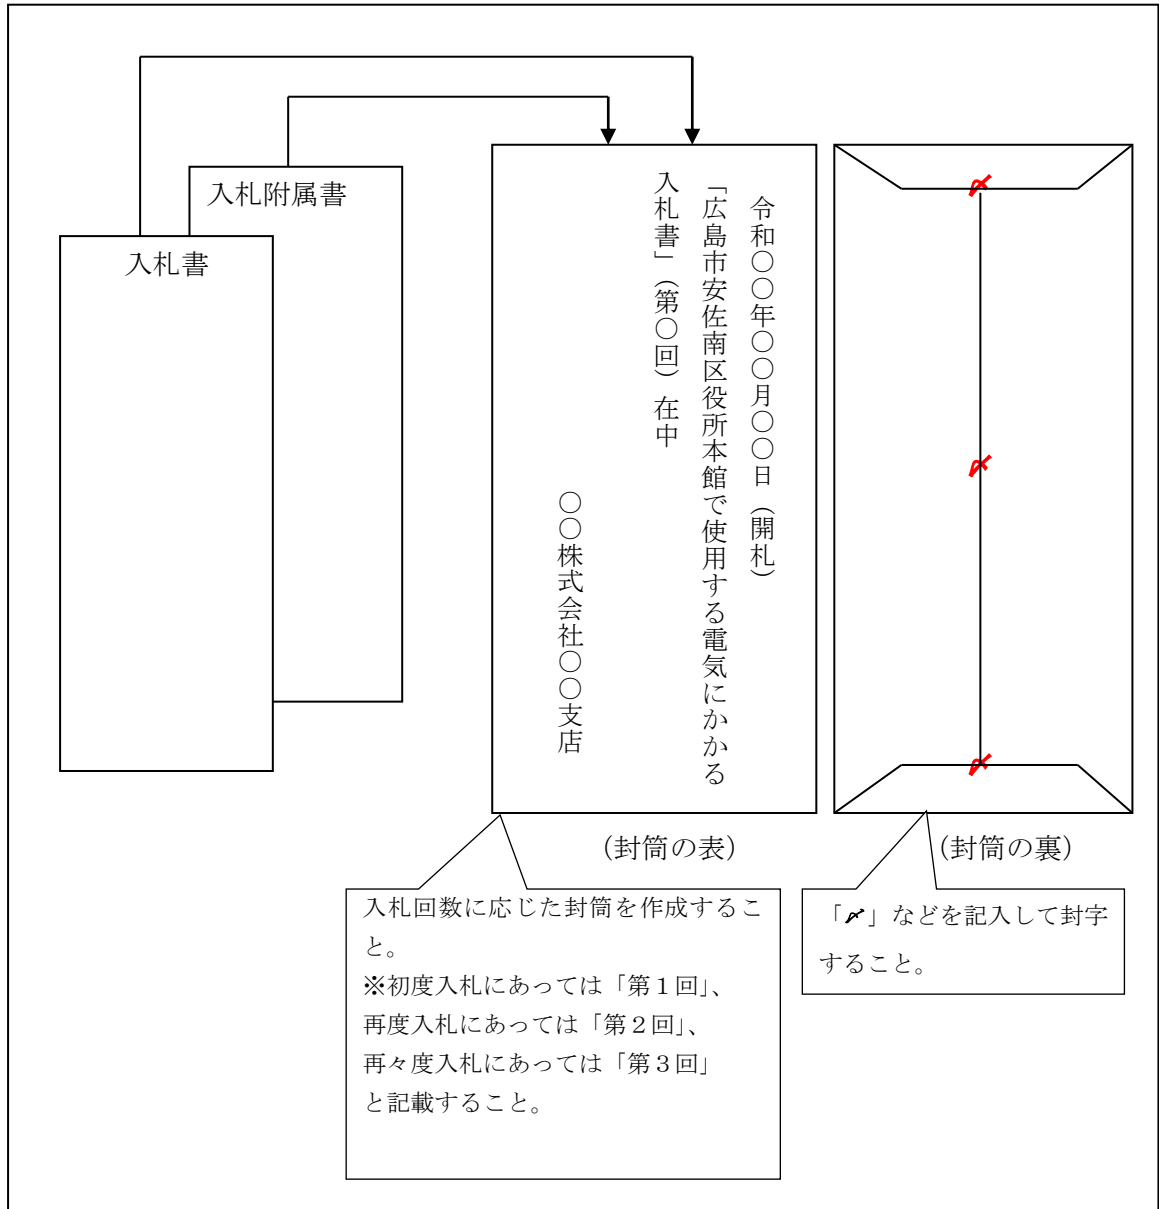 入札附属書
入札書
令和〇〇年〇〇月〇〇日（開札）
「広島市安佐南区役所本館で使用する電気にかかる
入札書」（第〇回）在中
〇〇株式会社〇〇支店
（封筒の表）
（封筒の裏）
入札回数に応じた封筒を作成するこ
と。
※初度入札にあっては「第１回」、
再度入札にあっては「第２回」、
再々度入札にあっては「第３回」
と記載すること。
「〆」などを記入して封字
すること。
〆
〆
〆